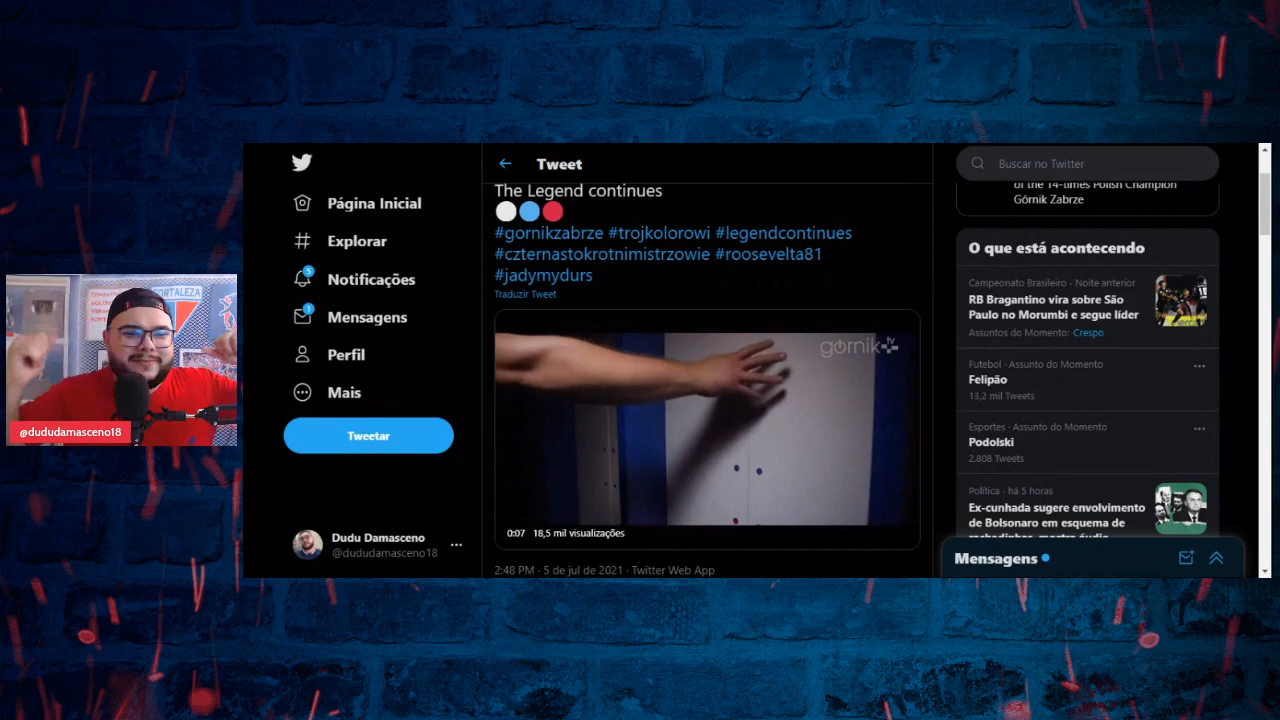 Tweet
Buscar no Twitter
Página Inicial
Explorar
5
Notificações
1
Mensagens
Perfil
Mais
Tweetar
Dudu Damasceno
@dududamasceno18
The Legend continues
#gornikzabrze #trojkolorowi #legendcontinues
#czternastokrotnimistrzowie #roosevelta81
#jadymydurs
Traduzir Tweet
górnik TV
0:07 18,5 mil visualizações
2:48 PM · 5 de jul de 2021 · Twitter Web App
of the 14-times Polish Champion
Górnik Zabrze
O que está acontecendo
Campeonato Brasileiro · Noite anterior
RB Bragantino vira sobre São
Paulo no Morumbi e segue líder
Assuntos do Momento: Crespo
Futebol · Assunto do Momento
Felipão
13,2 mil Tweets
Esportes · Assunto do Momento
Podolski
2.808 Tweets
Política · há 5 horas
Ex-cunhada sugere envolvimento
de Bolsonaro em esquema de
Mensagens
FORTALEZA
@dududamasceno18